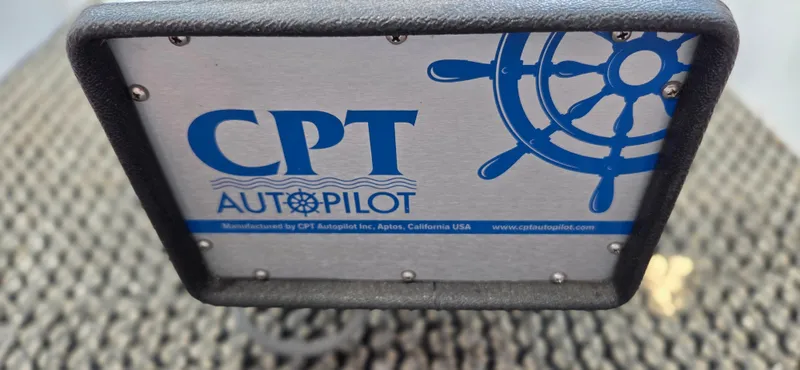 CPT
AUTOPILOT
Manufactured by CPT Autopilot Inc, Aptos, California USA www.cptautopilot.com